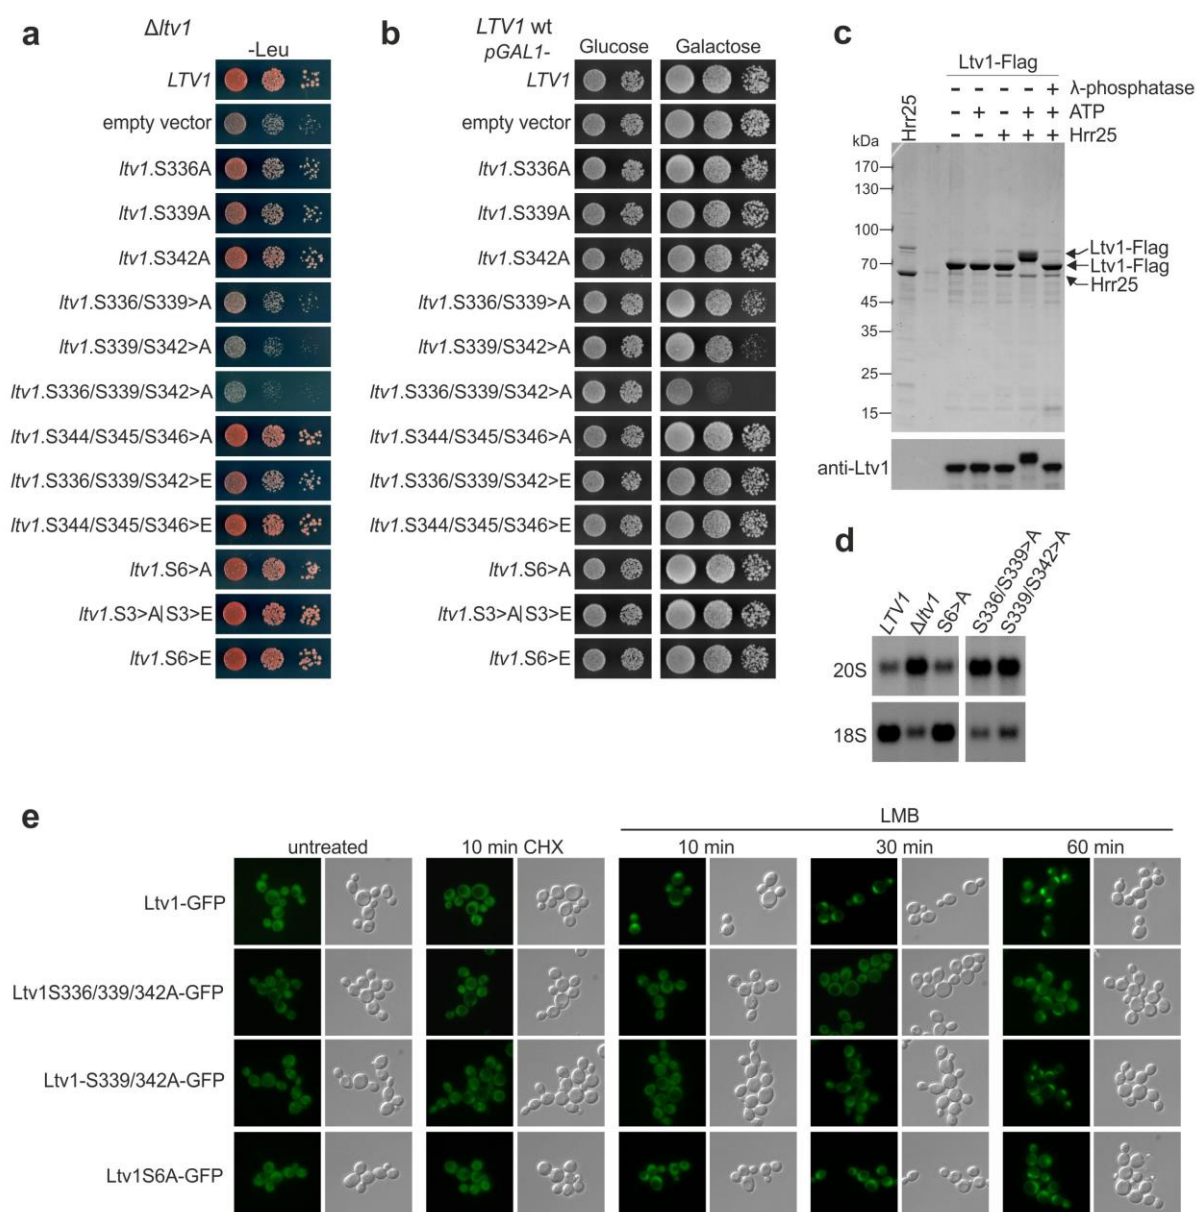 a
Δltv1
-Leu
LTV1
empty vector
ltv1.S336A
ltv1.S339A
ltv1.S342A
ltv1.S336/S339>A
ltv1.S339/S342>A
ltv1.S336/S339/S342>A
ltv1.S344/S345/S346>A
ltv1.S336/S339/S342>E
ltv1.S344/S345/S346>E
ltv1.S6>A
ltv1.S3>A|S3>E
ltv1.S6>E
b
LTV1 wt
pGAL1-
Glucose Galactose
LTV1
empty vector
ltv1.S336A
ltv1.S339A
ltv1.S342A
ltv1.S336/S339>A
ltv1.S339/S342>A
ltv1.S336/S339/S342>A
ltv1.S344/S345/S346>A
ltv1.S336/S339/S342>E
ltv1.S344/S345/S346>E
ltv1.S6>A
ltv1.S3>A|S3>E
ltv1.S6>E
c
Ltv1-Flag
- - - - + λ-phosphatase
- + - + + ATP
- - + + + Hrr25
Hrr25
kDa
170
130
100
70
45
35
25
15
Ltv1-Flag
Ltv1-Flag
Hrr25
anti-Ltv1
d
LTV1 Δltv1 S6>A S336/S339>A S339/S342>A
20S
18S
e
LMB
untreated 10 min CHX 10 min 30 min 60 min
Ltv1-GFP
Ltv1S336/339/342A-GFP
Ltv1-S339/342A-GFP
Ltv1S6A-GFP